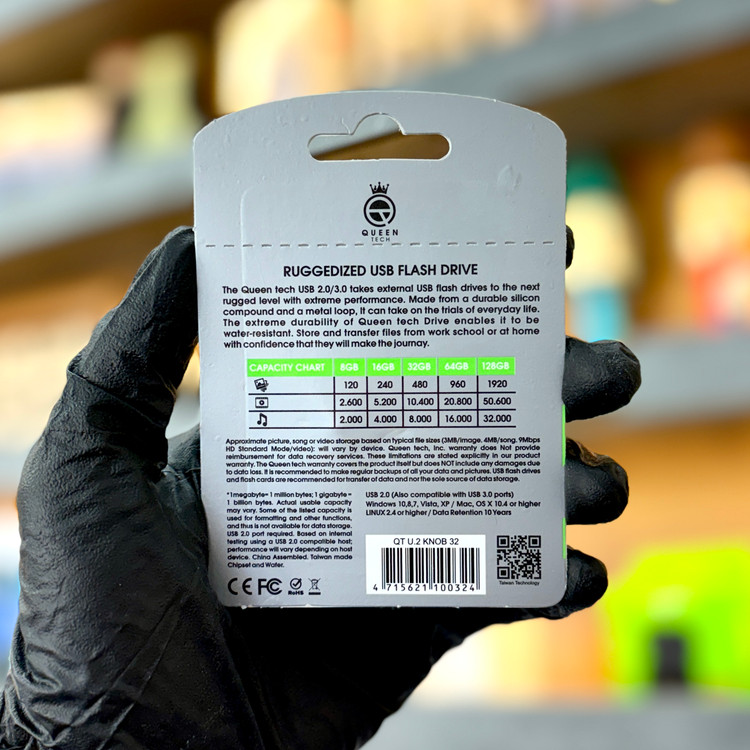 QUEEN
TECH
RUGGEDIZED USB FLASH DRIVE
The Queen tech USB 2.0/3.0 takes external USB flash drives to the next
rugged level with extreme performance. Made from a durable silicon
compound and a metal loop, It can take on the trials of everyday life.
The extreme durability of Queen tech Drive enables it to be
water-resistant. Store and transfer files from work school or at home
with confidence that they will make the journey.
CAPACITY CHART 8GB 16GB 32GB 64GB 128GB
120 240 480 960 1920
2.600 5.200 10.400 20.800 50.600
2.000 4.000 8.000 16.000 32.000
Approximate picture, song or video storage based on typical file sizes (3MB/image. 4MB/song. 9Mbps
HD Standard Mode/video): will vary by device. Queen tech, Inc. warranty does NOT provide
reimbursement for data recovery services. These limitations are stated explicitly in our product
warranty. The Queen tech warranty covers the product itself but does NOT include any damages due
to data loss. It is recommended to make regular backups of all your data and pictures. USB flash drives
and flash cards are recommended for transfer of data and nor the sole source of data storage.
*1megabyte= 1 million bytes; 1 gigabyte=
1 billion bytes. Actual usable capacity
may vary. Some of the listed capacity is
used for formatting and other functions,
and thus is not available for data storage.
USB 2.0 port required. Based on internal
testing using a USB 2.0 compatible host;
performance will vary depending on host
device. China Assembled. Taiwan made
Chipset and Wafer.
CE FC RoHS
USB 2.0 (Also compatible with USB 3.0 ports)
Windows 10,8,7, Vista, XP / Mac, OS X 10.4 or higher
LINUX 2.4 or higher / Data Retention 10 Years
QT U.2 KNOB 32
4 715621 100324
Taiwan Technology